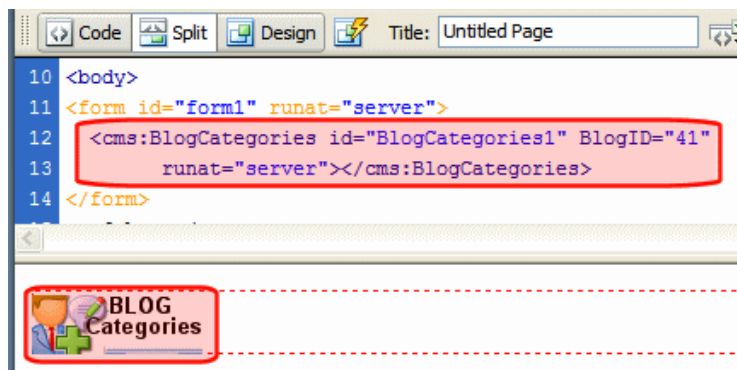 Code Split Design Title: Untitled Page
10 <body>
11 <form id="form1" runat="server">
12 <cms:BlogCategories id="BlogCategories1" BlogID="41"
13 runat="server"></cms:BlogCategories>
14 </form>
BLOG
Categories